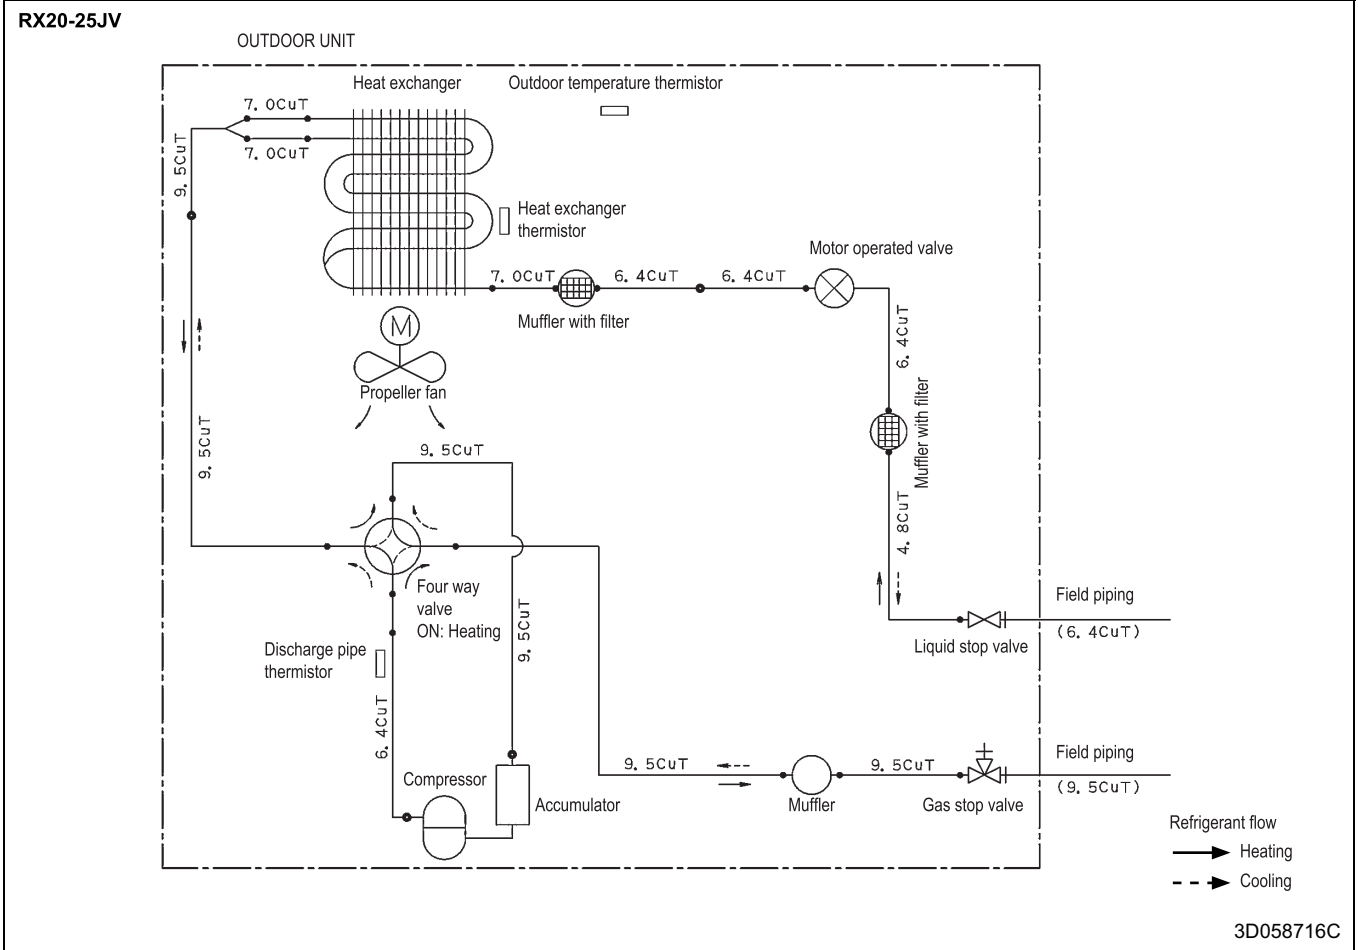 RX20-25JV
OUTDOOR UNIT
Heat exchanger
Outdoor temperature thermistor
7. 0CuT
7. 0CuT
9. 5CuT
Heat exchanger
thermistor
Motor operated valve
7. 0CuT
6. 4CuT
6. 4CuT
Muffler with filter
M
6. 4CuT
Propeller fan
Muffler with filter
9. 5CuT
9. 5CuT
4. 8CuT
Four way
valve
ON: Heating
Field piping
(6. 4CuT)
Liquid stop valve
9. 5CuT
Discharge pipe
thermistor
6. 4CuT
Compressor
Accumulator
9. 5CuT
Muffler
9. 5CuT
Gas stop valve
Field piping
(9. 5CuT)
Refrigerant flow
Heating
Cooling
3D058716C